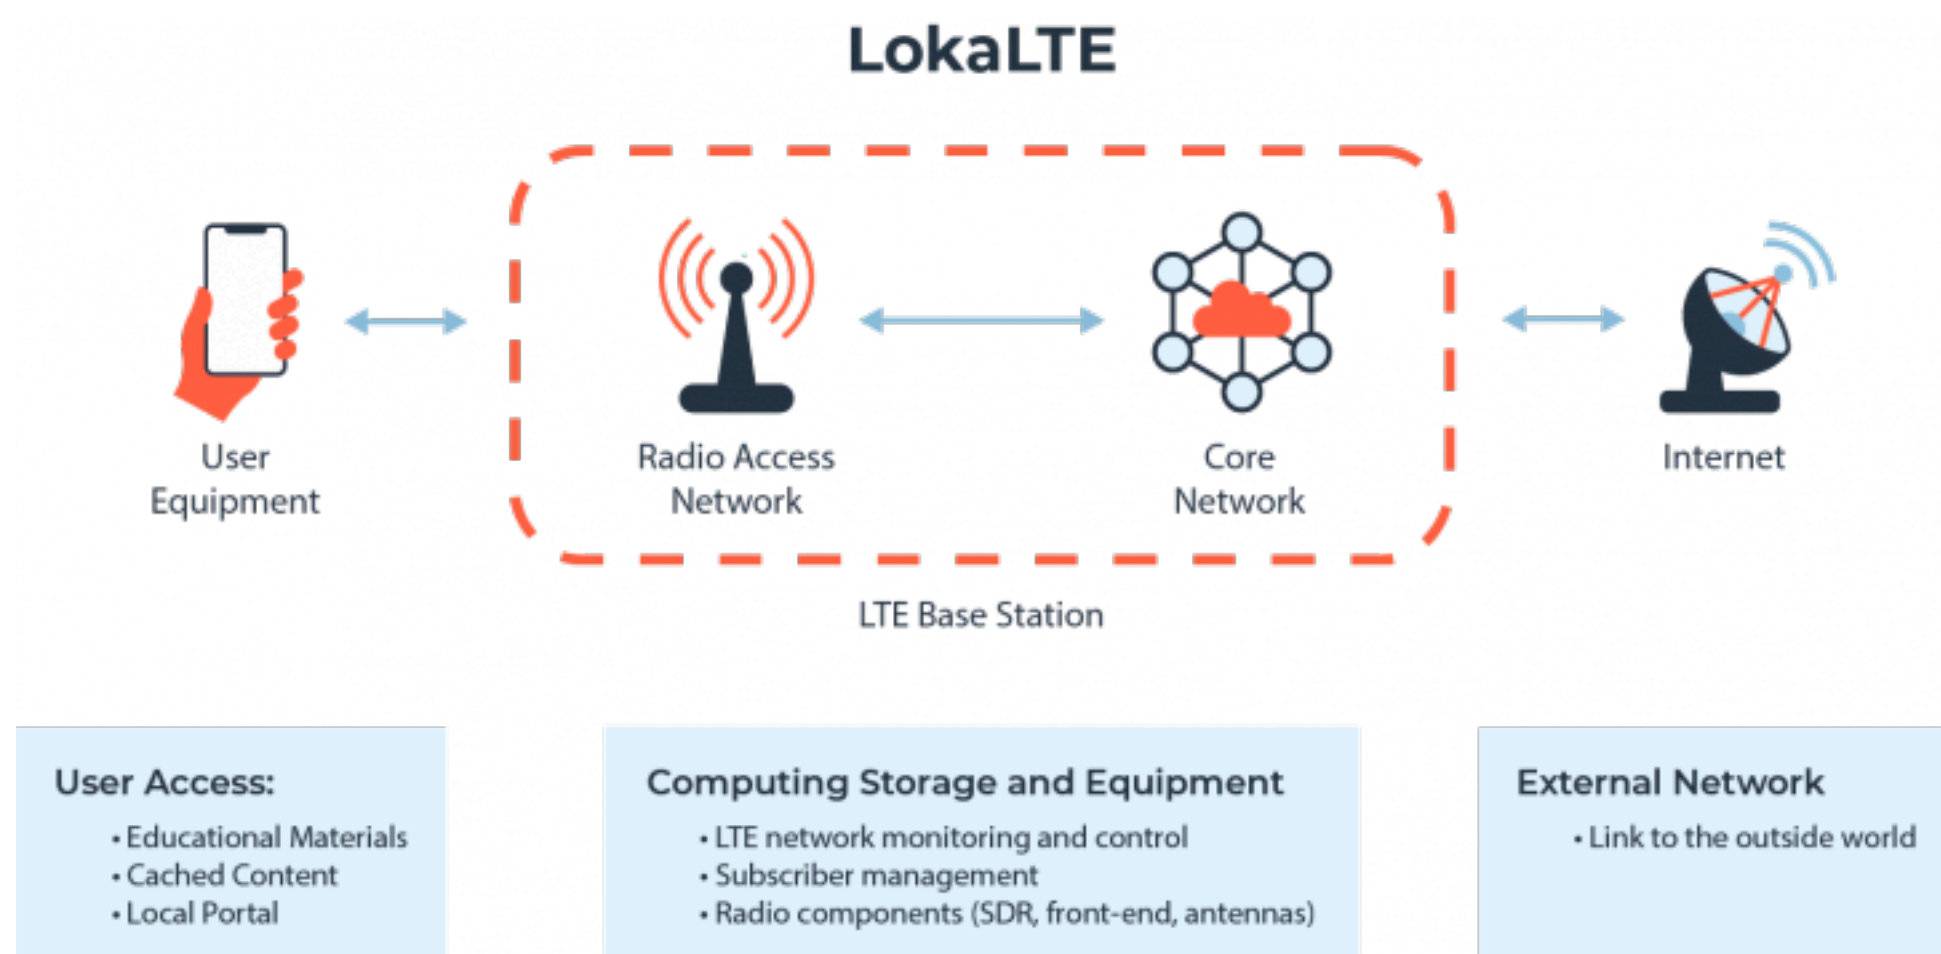 LokaLTE
User
Equipment
Radio Access
Network
Core
Network
Internet
LTE Base Station
User Access:
• Educational Materials
• Cached Content
• Local Portal
Computing Storage and Equipment
• LTE network monitoring and control
• Subscriber management
• Radio components (SDR, front-end, antennas)
External Network
• Link to the outside world